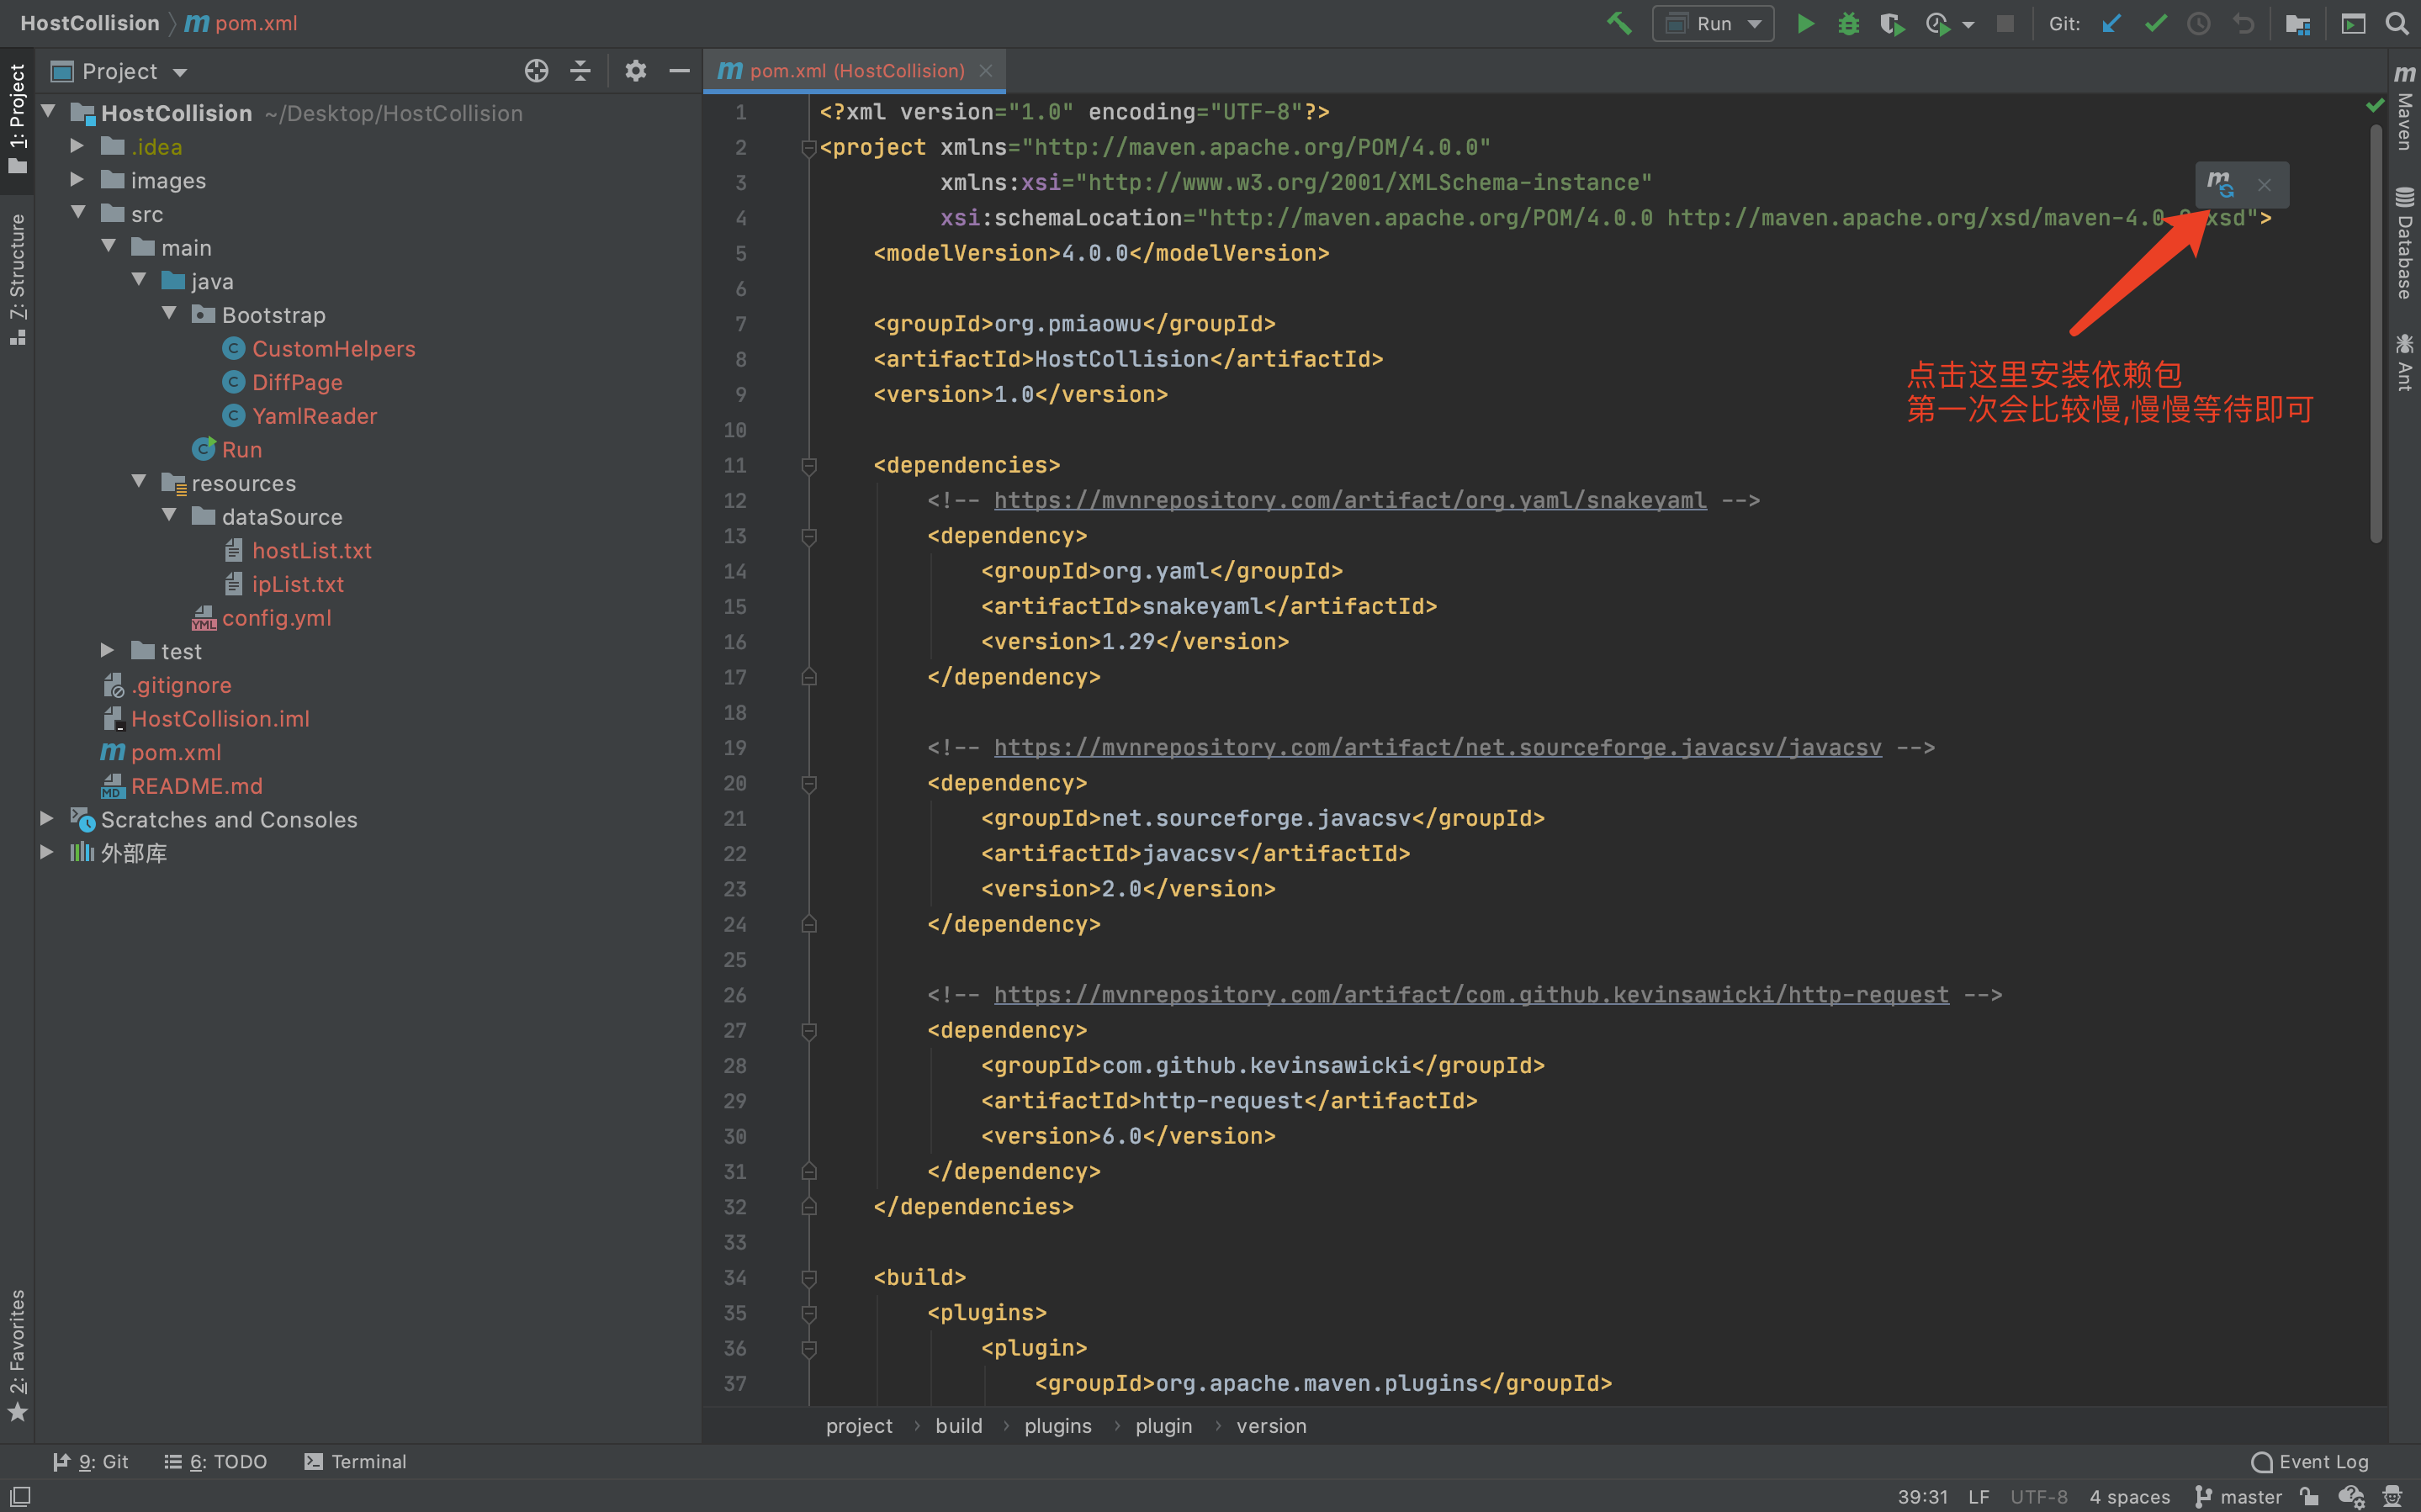 HostCollision pom.xml
Run
Git:
Project
pom.xml (HostCollision)
1: Project
7: Structure
2: Favorites
HostCollision ~/Desktop/HostCollision
.idea
images
src
main
java
Bootstrap
CustomHelpers
DiffPage
YamlReader
Run
resources
dataSource
hostList.txt
ipList.txt
config.yml
test
.gitignore
HostCollision.iml
pom.xml
README.md
Scratches and Consoles
外部库
1 <?xml version="1.0" encoding="UTF-8"?>
2 <project xmlns="http://maven.apache.org/POM/4.0.0"
3 xmlns:xsi="http://www.w3.org/2001/XMLSchema-instance"
4 xsi:schemaLocation="http://maven.apache.org/POM/4.0.0 http://maven.apache.org/xsd/maven-4.0.0.xsd">
5 <modelVersion>4.0.0</modelVersion>
6
7 <groupId>org.pmiaowu</groupId>
8 <artifactId>HostCollision</artifactId>
9 <version>1.0</version>
10
11 <dependencies>
12 <!-- https://mvnrepository.com/artifact/org.yaml/snakeyaml -->
13 <dependency>
14 <groupId>org.yaml</groupId>
15 <artifactId>snakeyaml</artifactId>
16 <version>1.29</version>
17 </dependency>
18
19 <!-- https://mvnrepository.com/artifact/net.sourceforge.javacsv/javacsv -->
20 <dependency>
21 <groupId>net.sourceforge.javacsv</groupId>
22 <artifactId>javacsv</artifactId>
23 <version>2.0</version>
24 </dependency>
25
26 <!-- https://mvnrepository.com/artifact/com.github.kevinsawicki/http-request -->
27 <dependency>
28 <groupId>com.github.kevinsawicki</groupId>
29 <artifactId>http-request</artifactId>
30 <version>6.0</version>
31 </dependency>
32 </dependencies>
33
34 <build>
35 <plugins>
36 <plugin>
37 <groupId>org.apache.maven.plugins</groupId>
点击这里安装依赖包
第一次会比较慢,慢慢等待即可
Maven
Database
Ant
project › build › plugins › plugin › version
9: Git 6: TODO Terminal
Event Log
39:31 LF UTF-8 4 spaces master